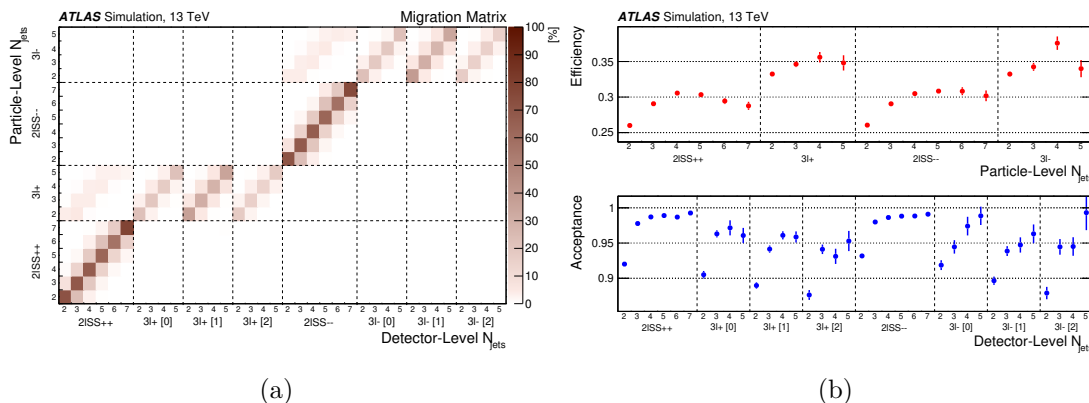 ATLAS Simulation, 13 TeV
Migration Matrix
Particle-Level N_jets
3l-
5
4
3
2
2lSS--
7
6
5
4
3
2
3l+
5
4
3
2
2lSS++
7
6
5
4
3
2
2 3 4 5 6 7 2 3 4 5 2 3 4 5 2 3 4 5 2 3 4 5 6 7 2 3 4 5 2 3 4 5 2 3 4 5
2lSS++ 3l+ [0] 3l+ [1] 3l+ [2] 2lSS-- 3l- [0] 3l- [1] 3l- [2]
Detector-Level N_jets
[%]
100
90
80
70
60
50
40
30
20
10
0
(a)
ATLAS Simulation, 13 TeV
Efficiency
0.35
0.3
0.25
2 3 4 5 6 7 2 3 4 5 2 3 4 5 6 7 2 3 4 5
2lSS++ 3l+ 2lSS-- 3l-
Particle-Level N_jets
Acceptance
1
0.95
0.9
2 3 4 5 6 7 2 3 4 5 2 3 4 5 2 3 4 5 2 3 4 5 6 7 2 3 4 5 2 3 4 5 2 3 4 5
2lSS++ 3l+ [0] 3l+ [1] 3l+ [2] 2lSS-- 3l- [0] 3l- [1] 3l- [2]
Detector-Level N_jets
(b)